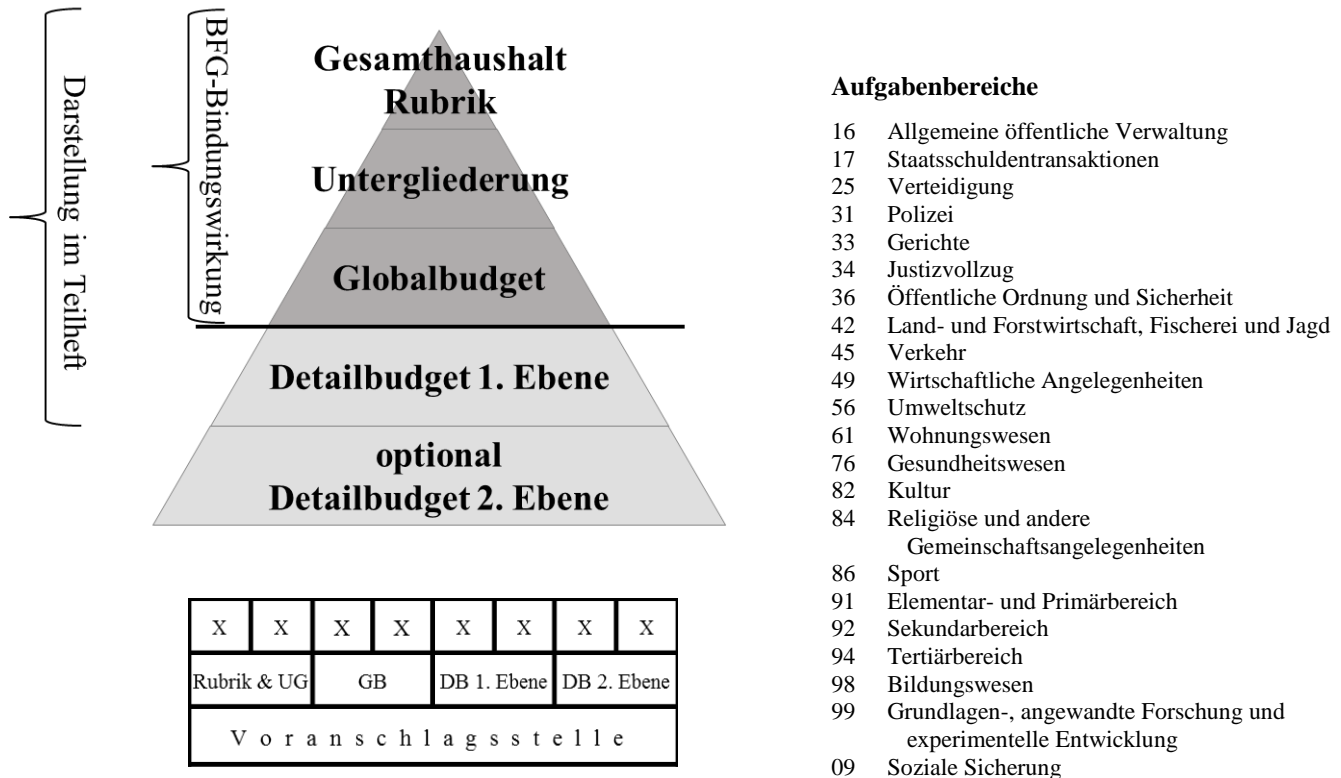 Darstellung im Teilheft
BFG-Bindungswirkung
Gesamthaushalt
Rubrik
Untergliederung
Globalbudget
Detailbudget 1. Ebene
optional
Detailbudget 2. Ebene
X X X X X X X X
Rubrik & UG GB DB 1. Ebene DB 2. Ebene
V o r a n s c h l a g s s t e l l e
Aufgabenbereiche
16 Allgemeine öffentliche Verwaltung
17 Staatsschuldentransaktionen
25 Verteidigung
31 Polizei
33 Gerichte
34 Justizvollzug
36 Öffentliche Ordnung und Sicherheit
42 Land- und Forstwirtschaft, Fischerei und Jagd
45 Verkehr
49 Wirtschaftliche Angelegenheiten
56 Umweltschutz
61 Wohnungswesen
76 Gesundheitswesen
82 Kultur
84 Religiöse und andere
Gemeinschaftsangelegenheiten
86 Sport
91 Elementar- und Primärbereich
92 Sekundarbereich
94 Tertiärbereich
98 Bildungswesen
99 Grundlagen-, angewandte Forschung und
experimentelle Entwicklung
09 Soziale Sicherung